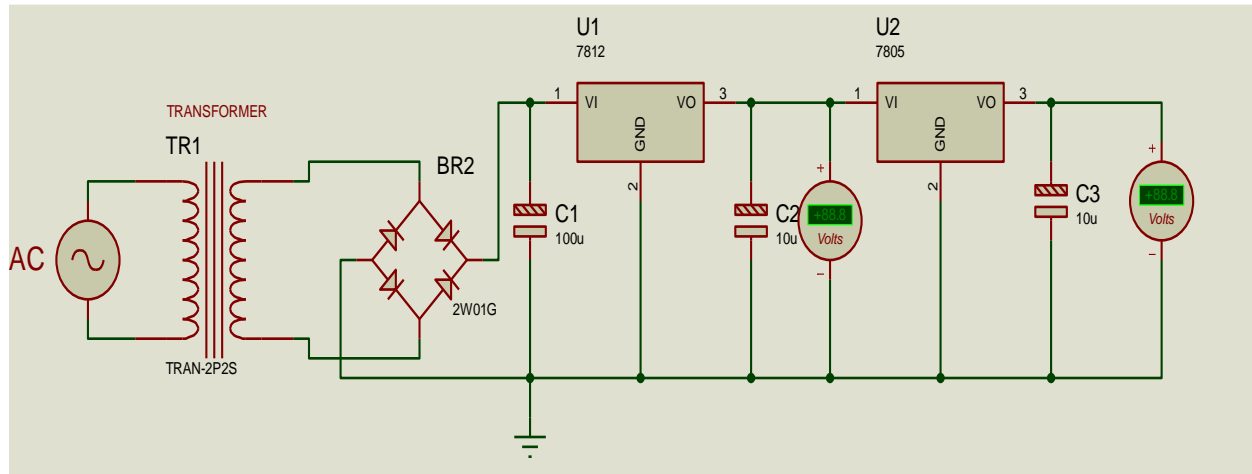 U1
7812
U2
7805
1
VI
VO
3
GND
2
1
VI
VO
3
GND
2
TRANSFORMER
TR1
BR2
AC
2W01G
TRAN-2P2S
C1
100u
C2
10u
+88.8
Volts
C3
10u
+88.8
Volts